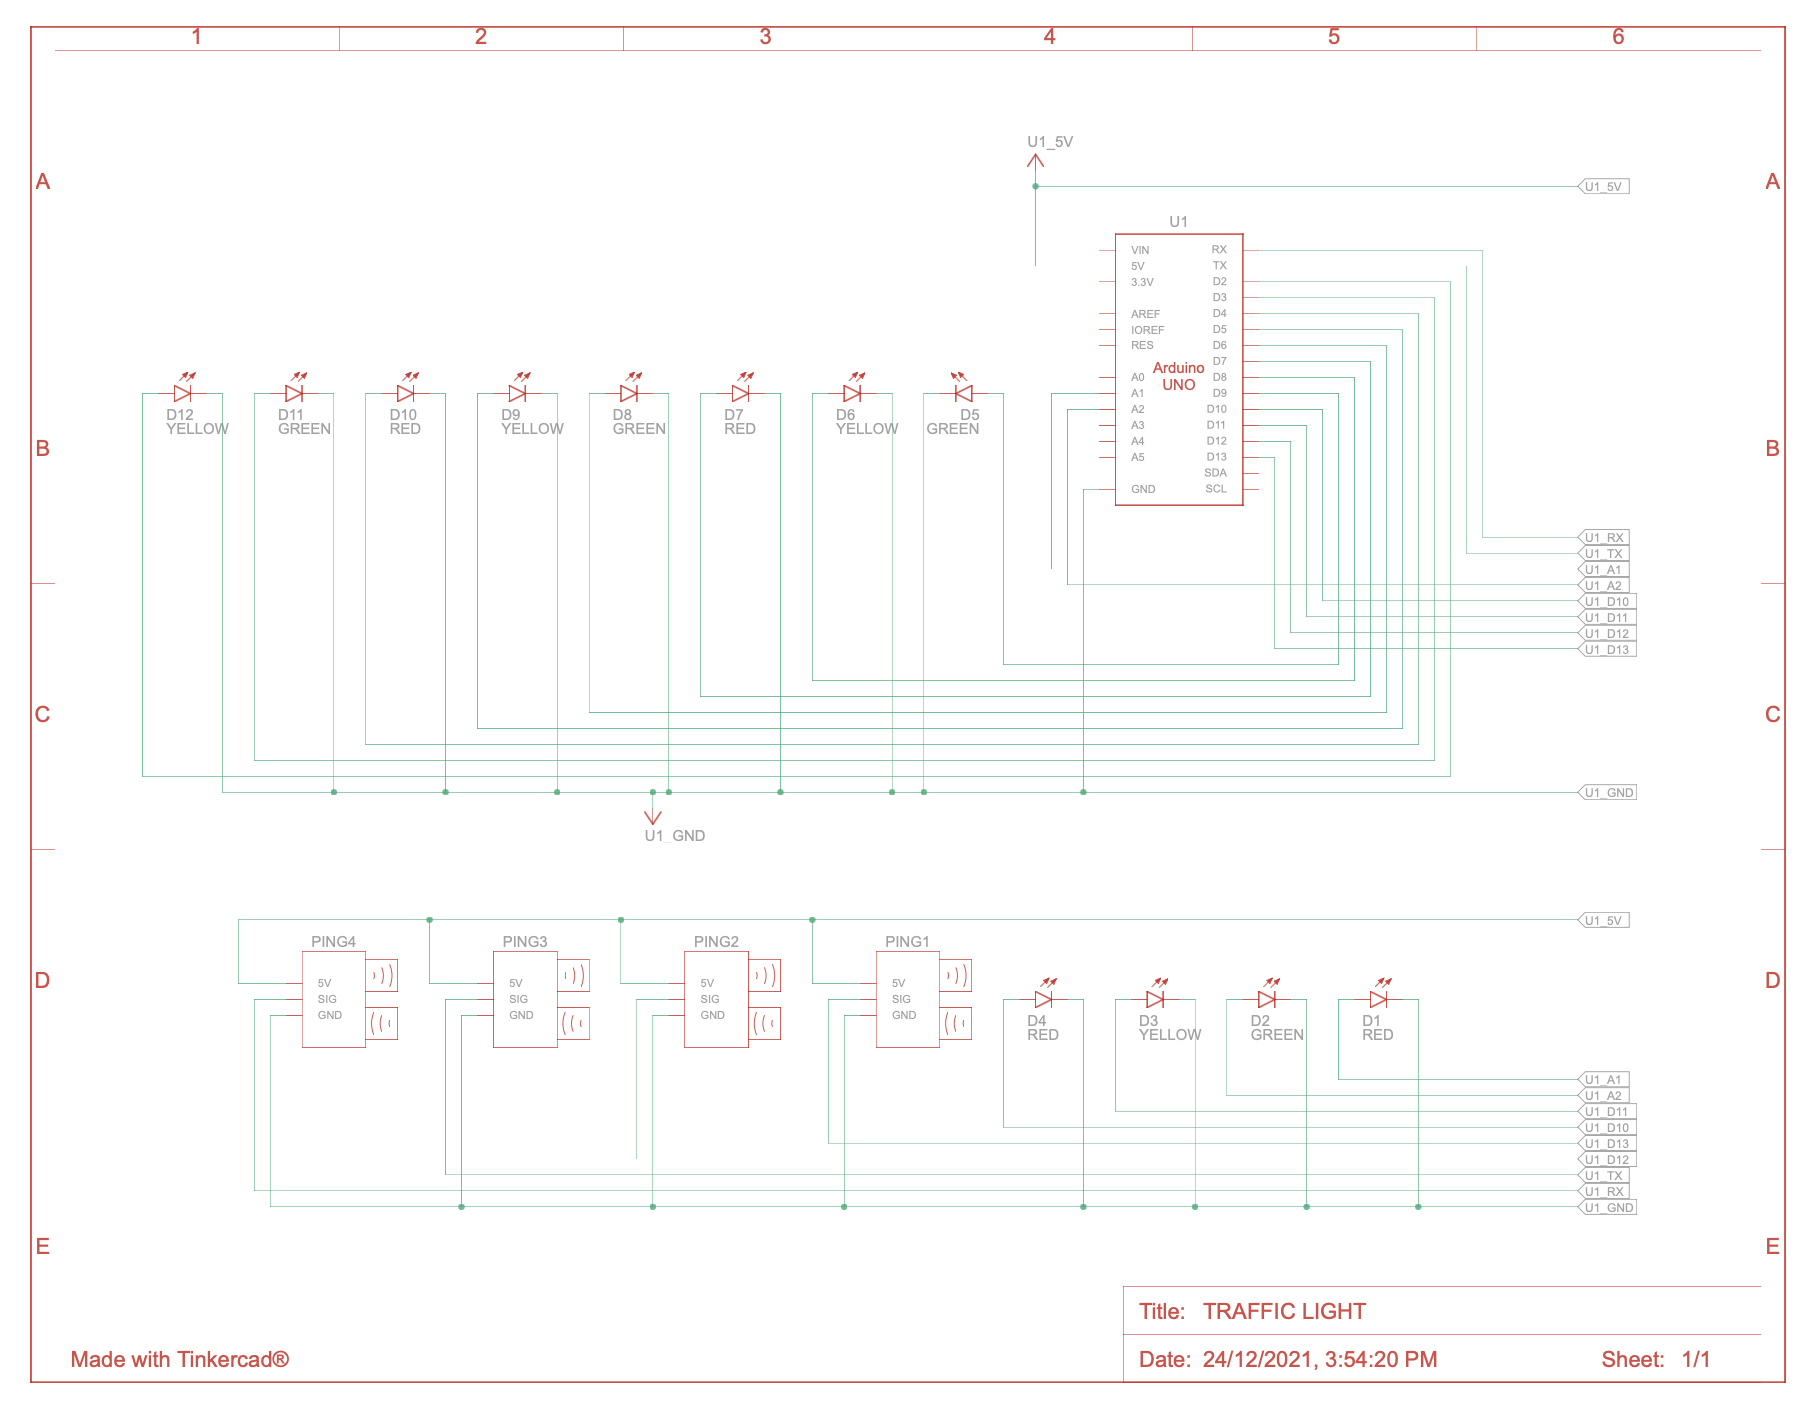 1 2 3 4 5 6
U1_5V
A A
U1_5V
U1
VIN RX
5V TX
3.3V D2
D3
AREF D4
IOREF D5
RES D6
D7
Arduino
UNO
A0 D8
A1 D9
A2 D10
A3 D11
A4 D12
A5 D13
SDA
GND SCL
D12 D11 D10 D9 D8 D7 D6 D5
YELLOW GREEN RED YELLOW GREEN RED YELLOW GREEN
B B
U1_RX
U1_TX
U1_A1
U1_A2
U1_D10
U1_D11
U1_D12
U1_D13
C C
U1_GND
U1_GND
U1_5V
PING4 PING3 PING2 PING1
D D
5V 5V 5V 5V
SIG SIG SIG SIG
GND GND GND GND
D4 D3 D2 D1
RED YELLOW GREEN RED
U1_A1
U1_A2
U1_D11
U1_D10
U1_D13
U1_D12
U1_TX
U1_RX
U1_GND
E E
Title: TRAFFIC LIGHT
Made with Tinkercad®
Date: 24/12/2021, 3:54:20 PM Sheet: 1/1